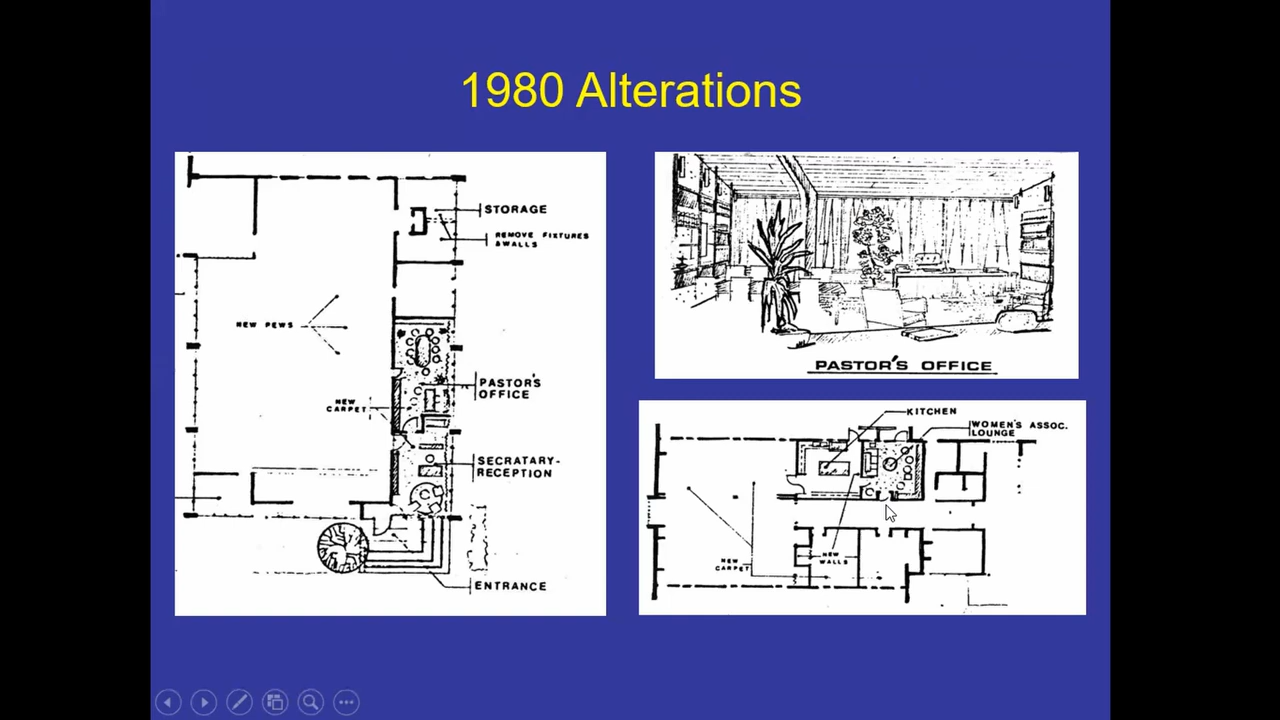 1980 Alterations
STORAGE
REMOVE FIXTURES
& WALLS
NEW PEWS
PASTOR'S
OFFICE
NEW
CARPET
SECRATARY-
RECEPTION
ENTRANCE
PASTOR'S OFFICE
KITCHEN
WOMEN'S ASSOC.
LOUNGE
NEW
CARPET
NEW
WALLS